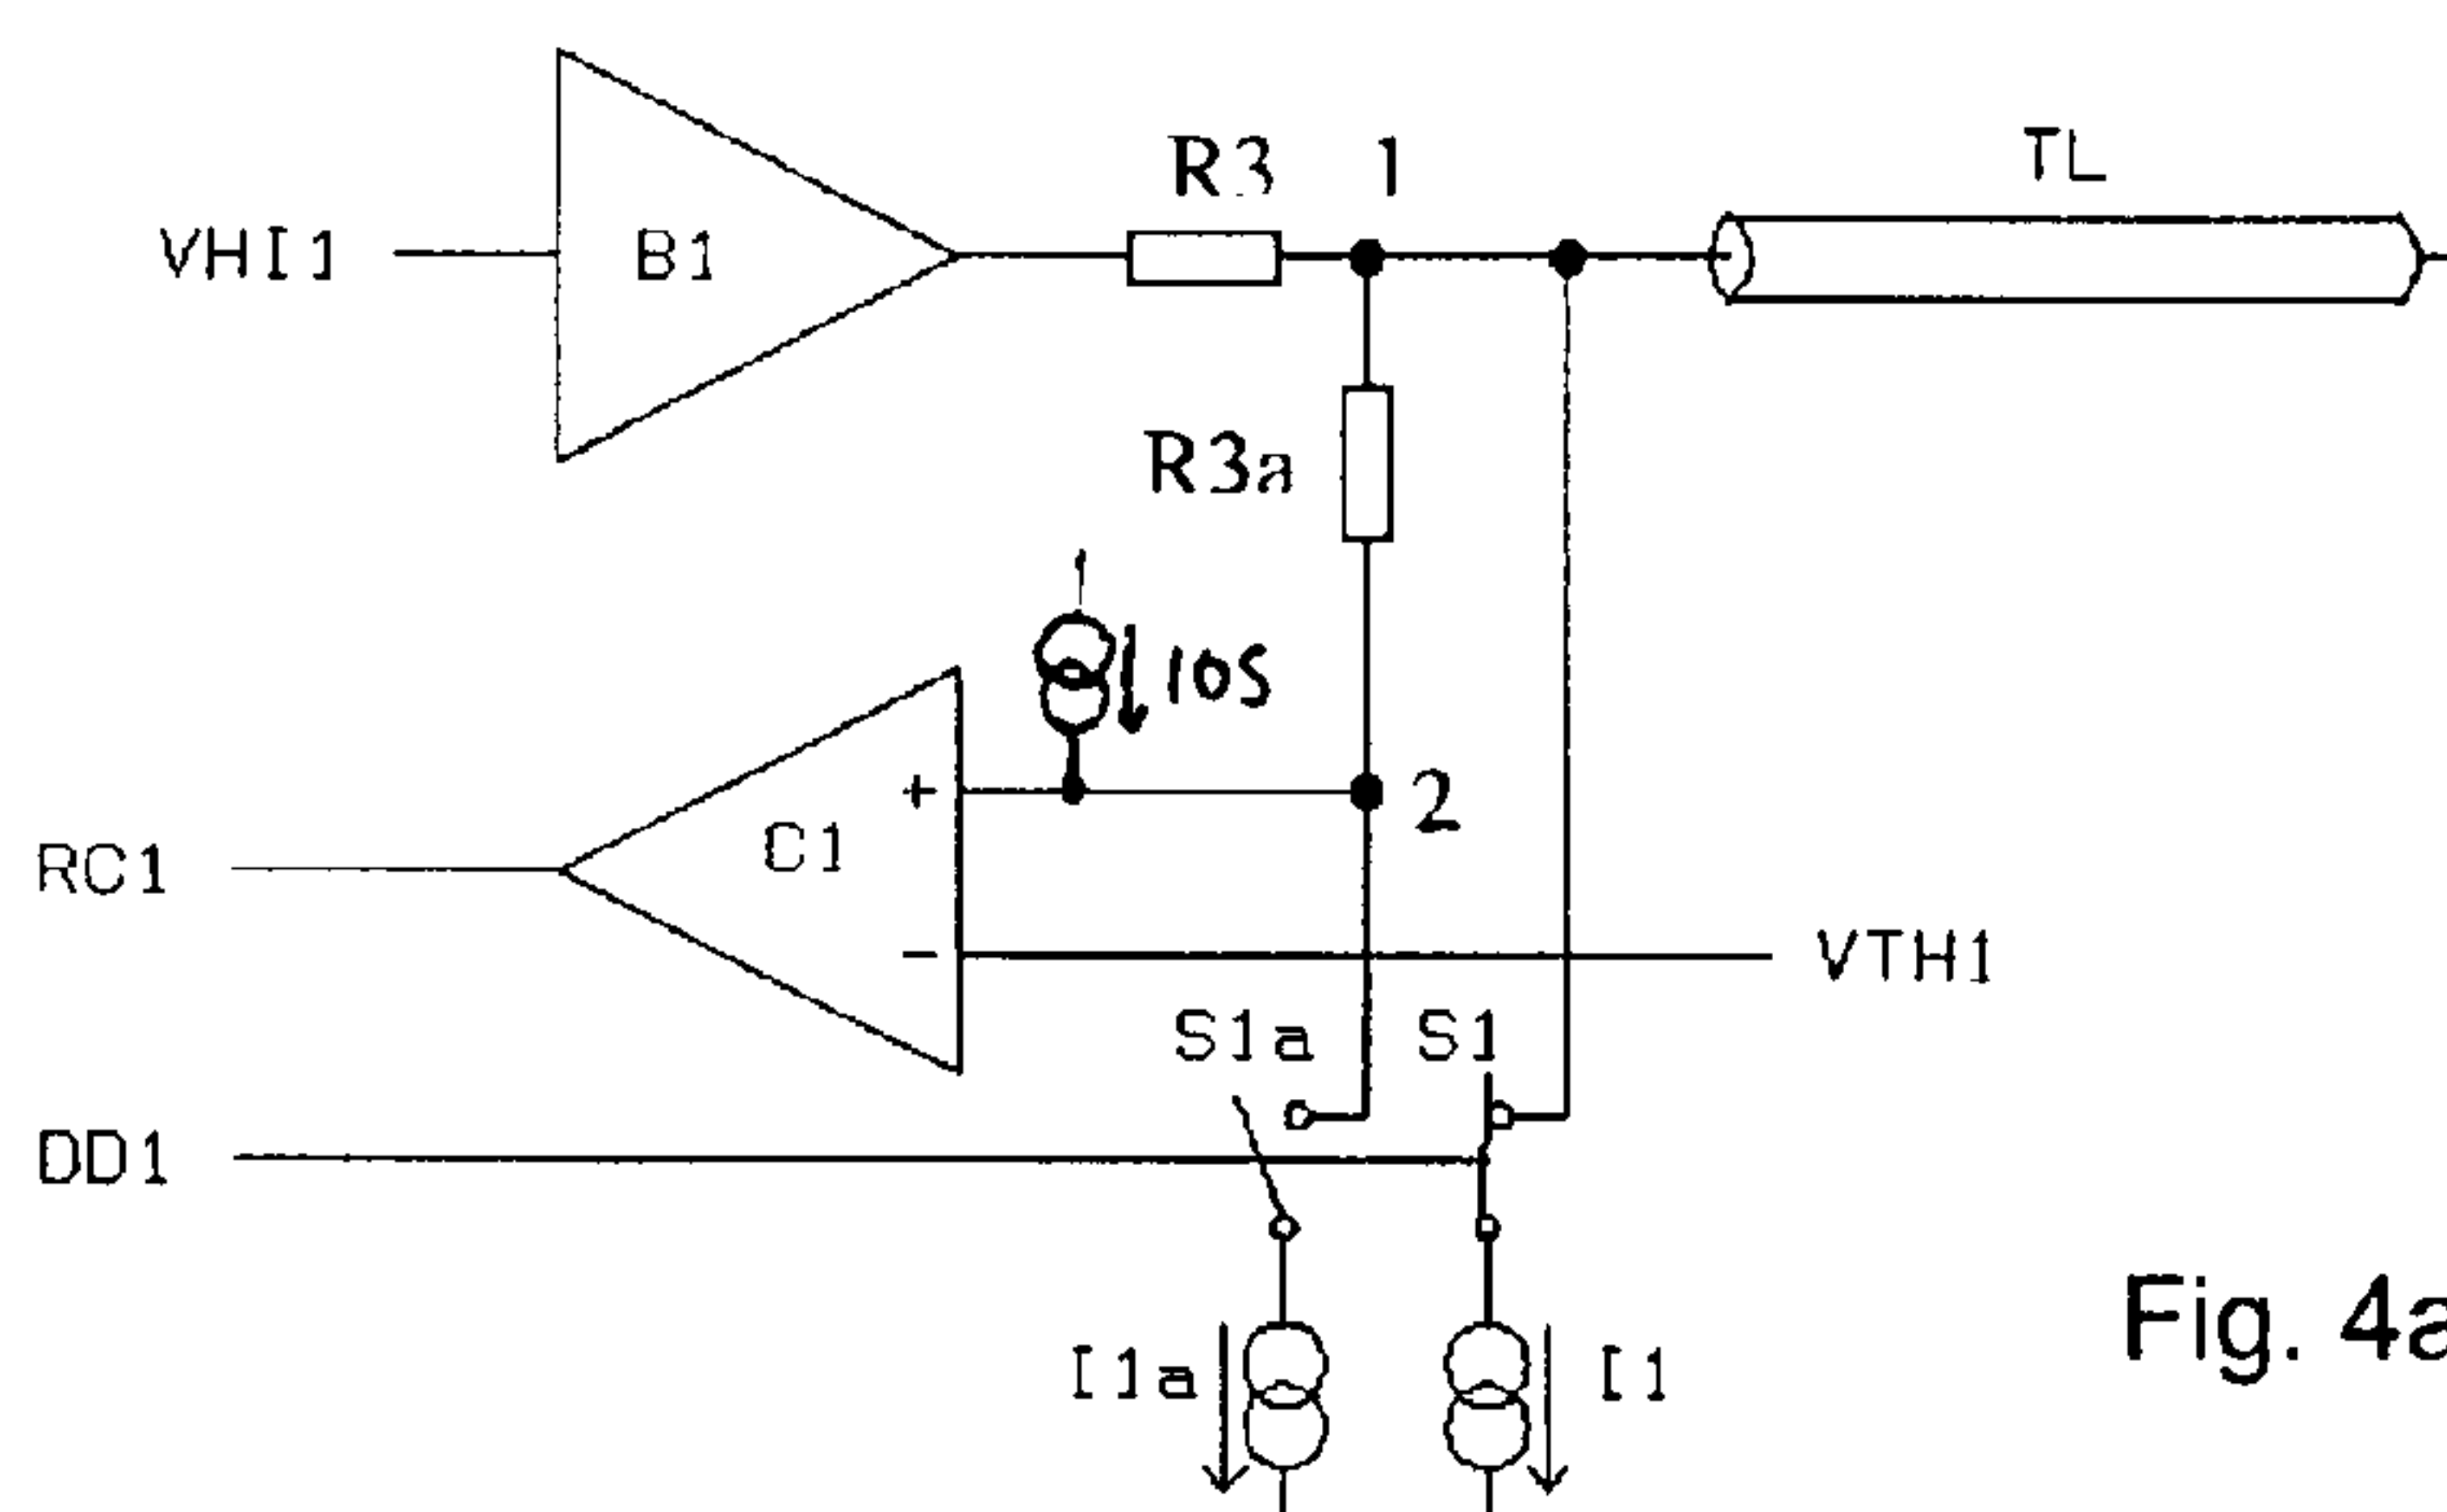 R3 1
TL
VHI1
B1
R3a
IOS
+
2
C1
RC1
−
VTH1
S1a
S1
DD1
I1a
I1
Fig. 4a